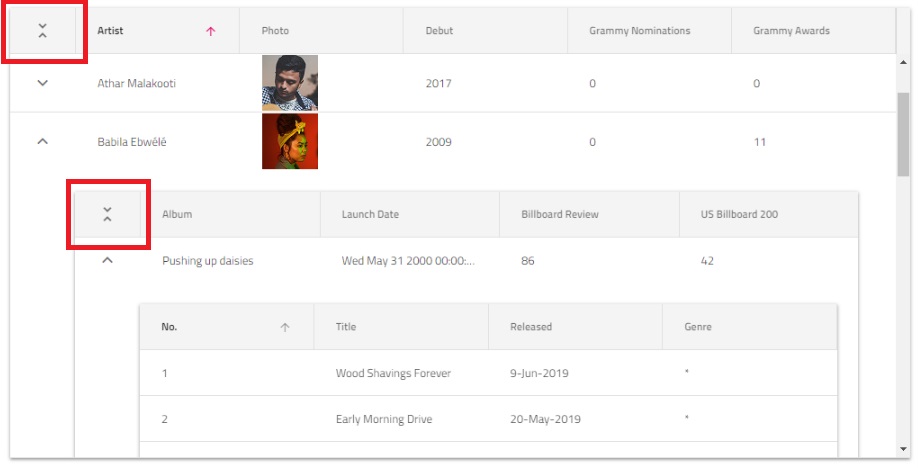 Artist Photo Debut Grammy Nominations Grammy Awards
Athar Malakooti 2017 0 0
Babila Ebwélé 2009 0 11
Album Launch Date Billboard Review US Billboard 200
Pushing up daisies Wed May 31 2000 00:00:... 86 42
No. Title Released Genre
1 Wood Shavings Forever 9-Jun-2019 *
2 Early Morning Drive 20-May-2019 *